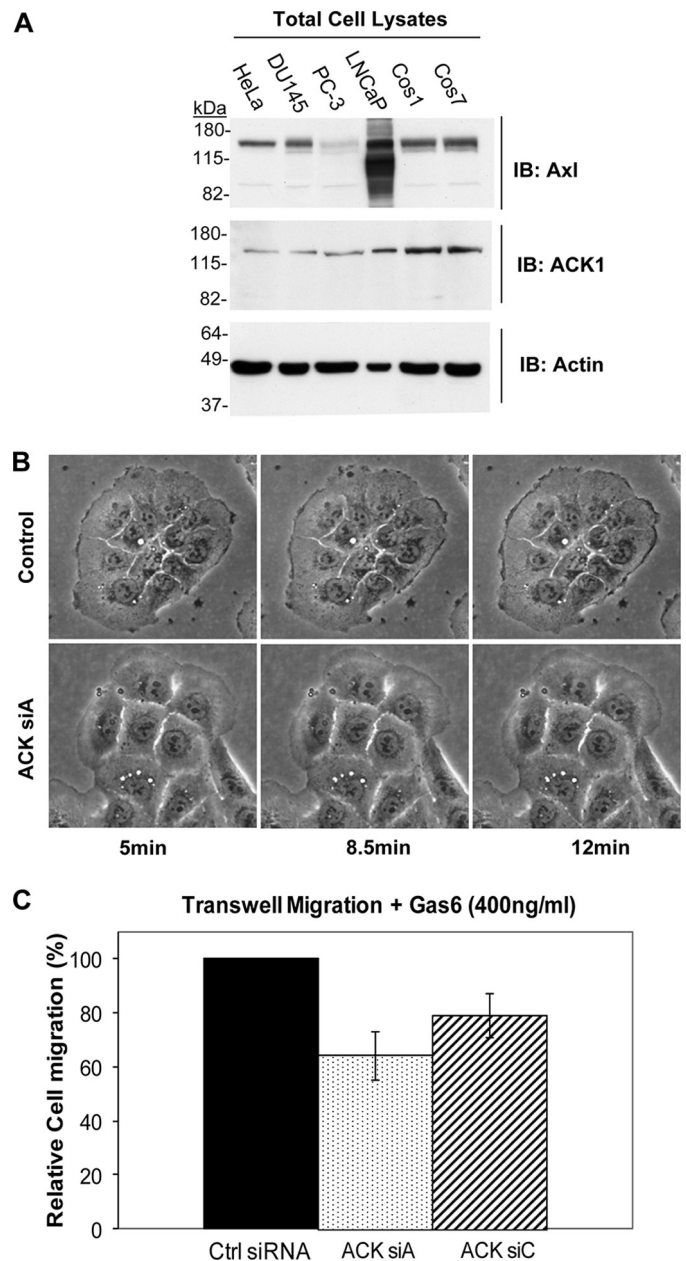 A
Total Cell Lysates
HeLa DU145 PC-3 LNCaP Cos1 Cos7
kDa
180-
115-
82-
IB: Axl
180-
115-
82-
IB: ACK1
64-
49-
37-
IB: Actin
B
Control
ACK siA
5min 8.5min 12min
C
Transwell Migration + Gas6 (400ng/ml)
Relative Cell migration (%)
100
80
60
40
20
0
Ctrl siRNA ACK siA ACK siC